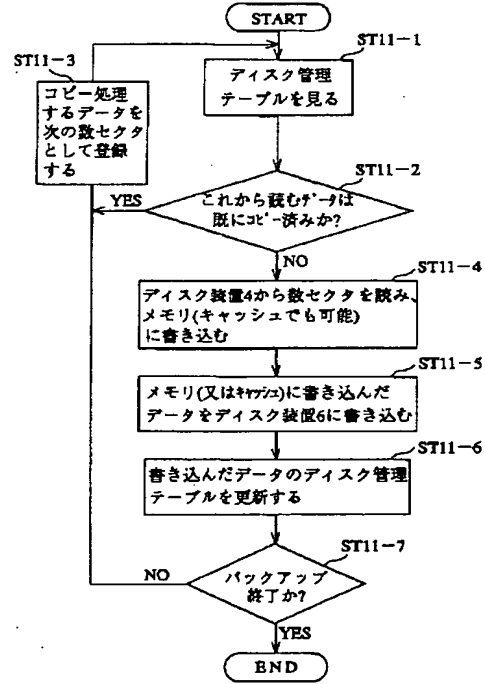 START
ST11-1
ディスク管理
テーブルを見る
ST11-3
コピー処理
するデータを
次の数セクタ
として登録
する
ST11-2
これから読むデータは
既にコピー済みか?
YES
NO
ST11-4
ディスク装置4から数セクタを読み、
メモリ(キャッシュでも可能)
に書き込む
ST11-5
メモリ(又はキャッシュ)に書き込んだ
データをディスク装置6に書き込む
ST11-6
書き込んだデータのディスク管理
テーブルを更新する
ST11-7
バックアップ
終了か?
NO
YES
END